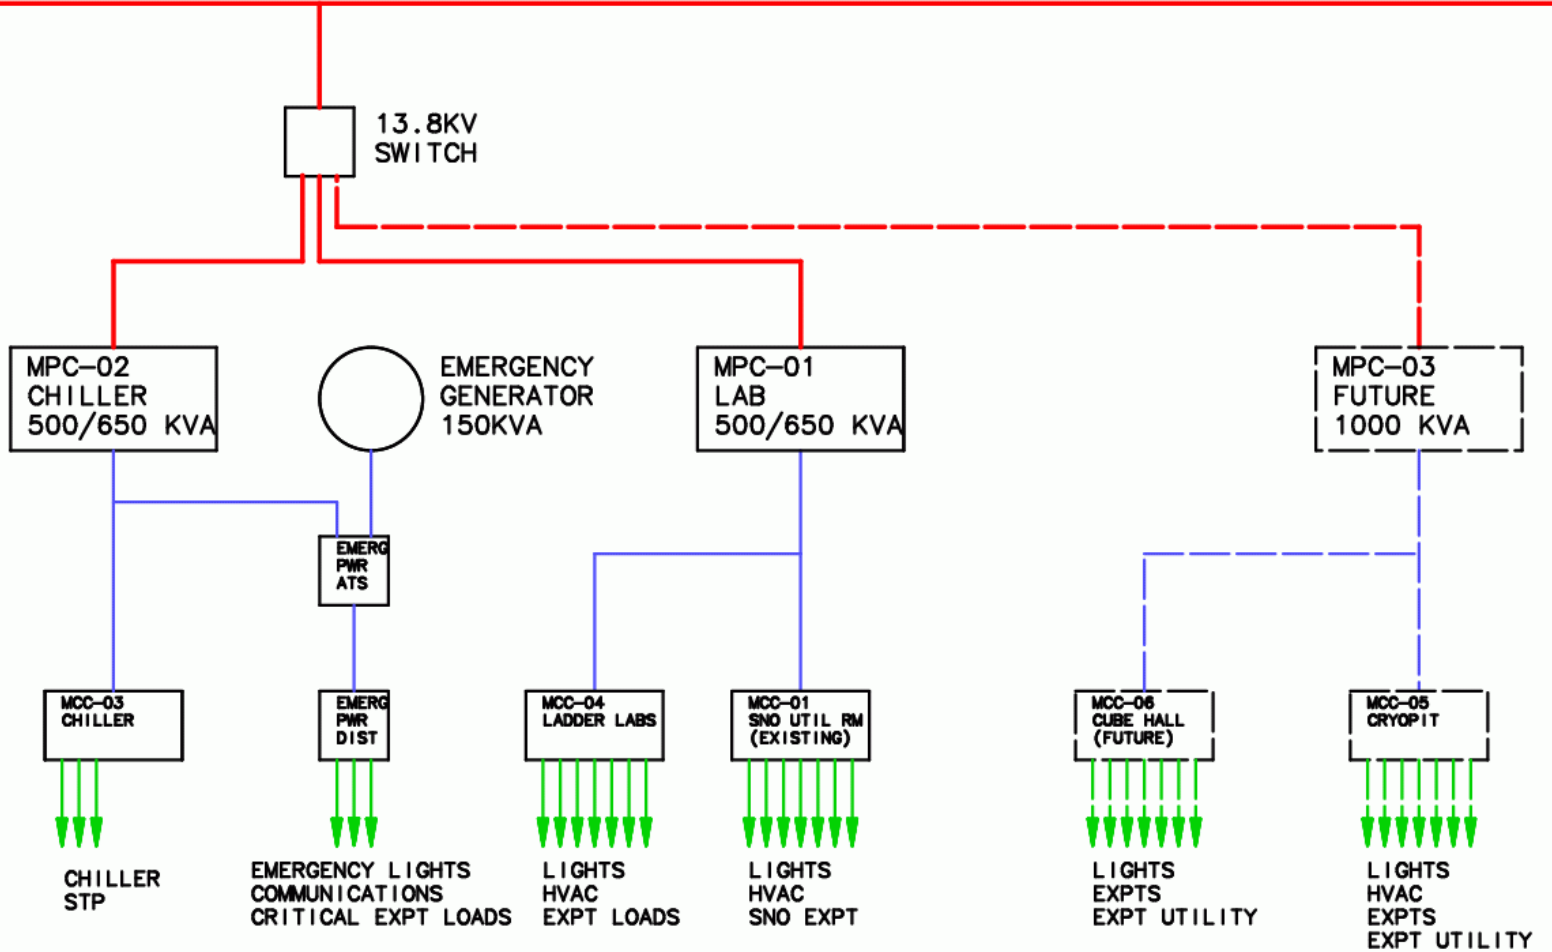 13.8KV
SWITCH
MPC-02
CHILLER
500/650 KVA
EMERGENCY
GENERATOR
150KVA
MPC-01
LAB
500/650 KVA
MPC-03
FUTURE
1000 KVA
EMERG
PWR
ATS
MCC-03
CHILLER
EMERG
PWR
DIST
MCC-04
LADDER LABS
MCC-01
SNO UTIL RM
(EXISTING)
MCC-06
CUBE HALL
(FUTURE)
MCC-05
CRYOPIT
CHILLER
STP
EMERGENCY LIGHTS
COMMUNICATIONS
CRITICAL EXPT LOADS
LIGHTS
HVAC
EXPT LOADS
LIGHTS
HVAC
SNO EXPT
LIGHTS
EXPTS
EXPT UTILITY
LIGHTS
HVAC
EXPTS
EXPT UTILITY